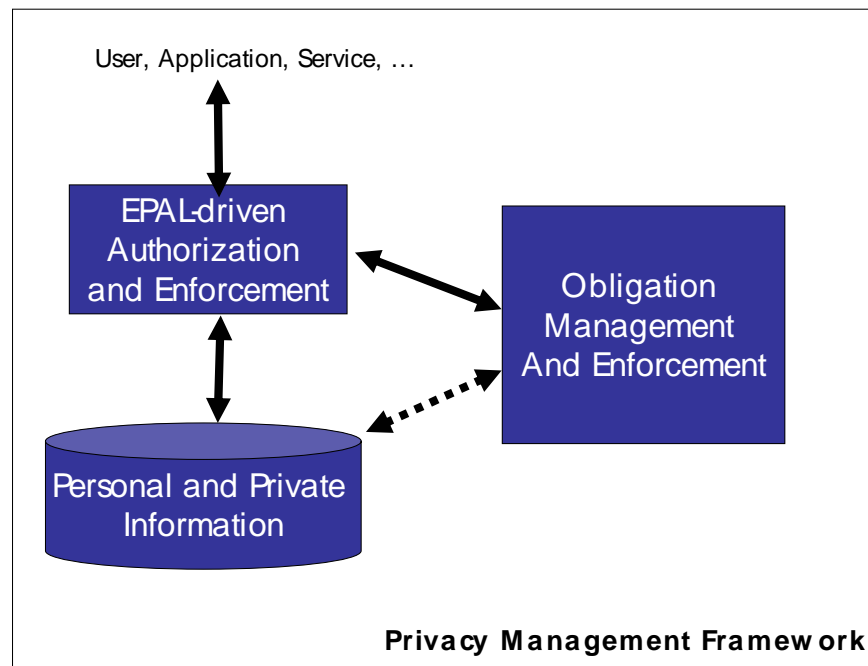 User, Application, Service, …
EPAL-driven
Authorization
and Enforcement
Obligation
Management
And Enforcement
Personal and Private
Information
Privacy Management Framework